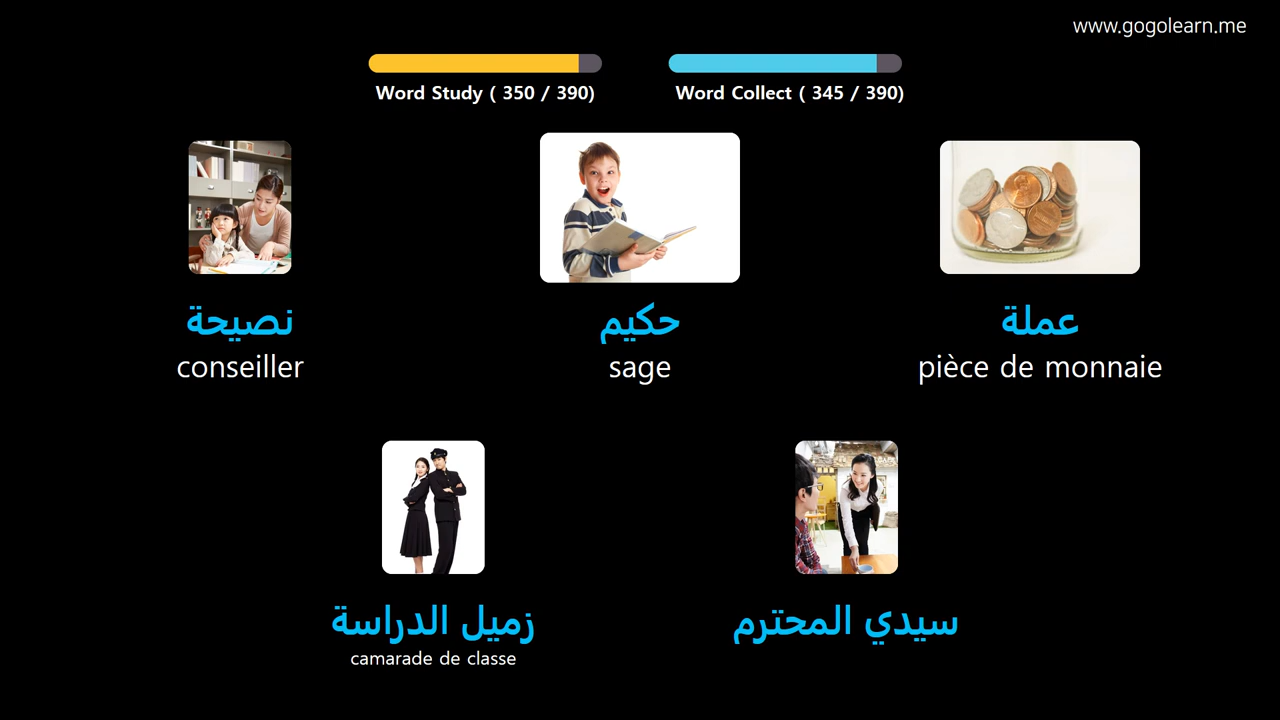 www.gogolearn.me
Word Study ( 350 / 390)
Word Collect ( 345 / 390)
نصيحة
conseiller
حكيم
sage
عملة
pièce de monnaie
زميل الدراسة
camarade de classe
سيدي المحترم